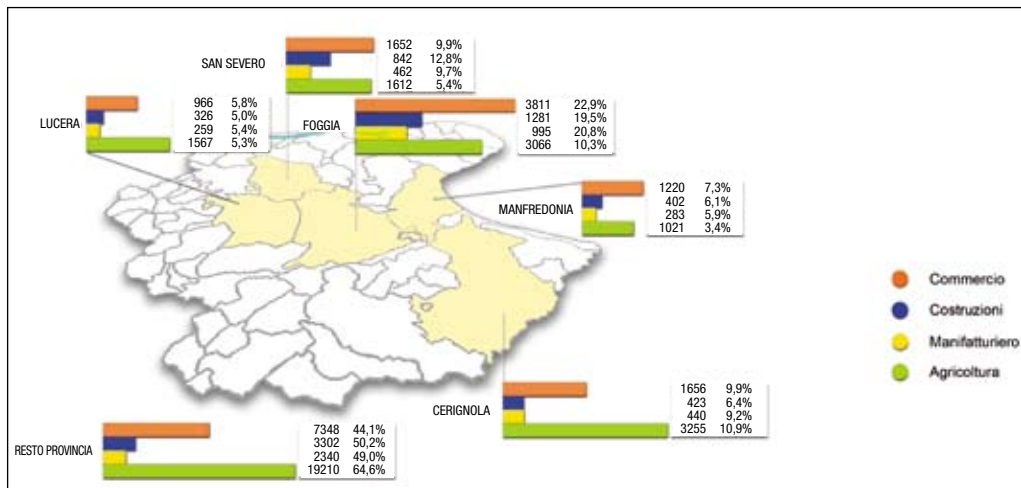 SAN SEVERO
1652 9,9%
842 12,8%
462 9,7%
1612 5,4%
LUCERA
966 5,8%
326 5,0%
259 5,4%
1567 5,3%
FOGGIA
3811 22,9%
1281 19,5%
995 20,8%
3066 10,3%
MANFREDONIA
1220 7,3%
402 6,1%
283 5,9%
1021 3,4%
Commercio
Costruzioni
Manifatturiero
Agricoltura
CERIGNOLA
1656 9,9%
423 6,4%
440 9,2%
3255 10,9%
RESTO PROVINCIA
7348 44,1%
3302 50,2%
2340 49,0%
19210 64,6%